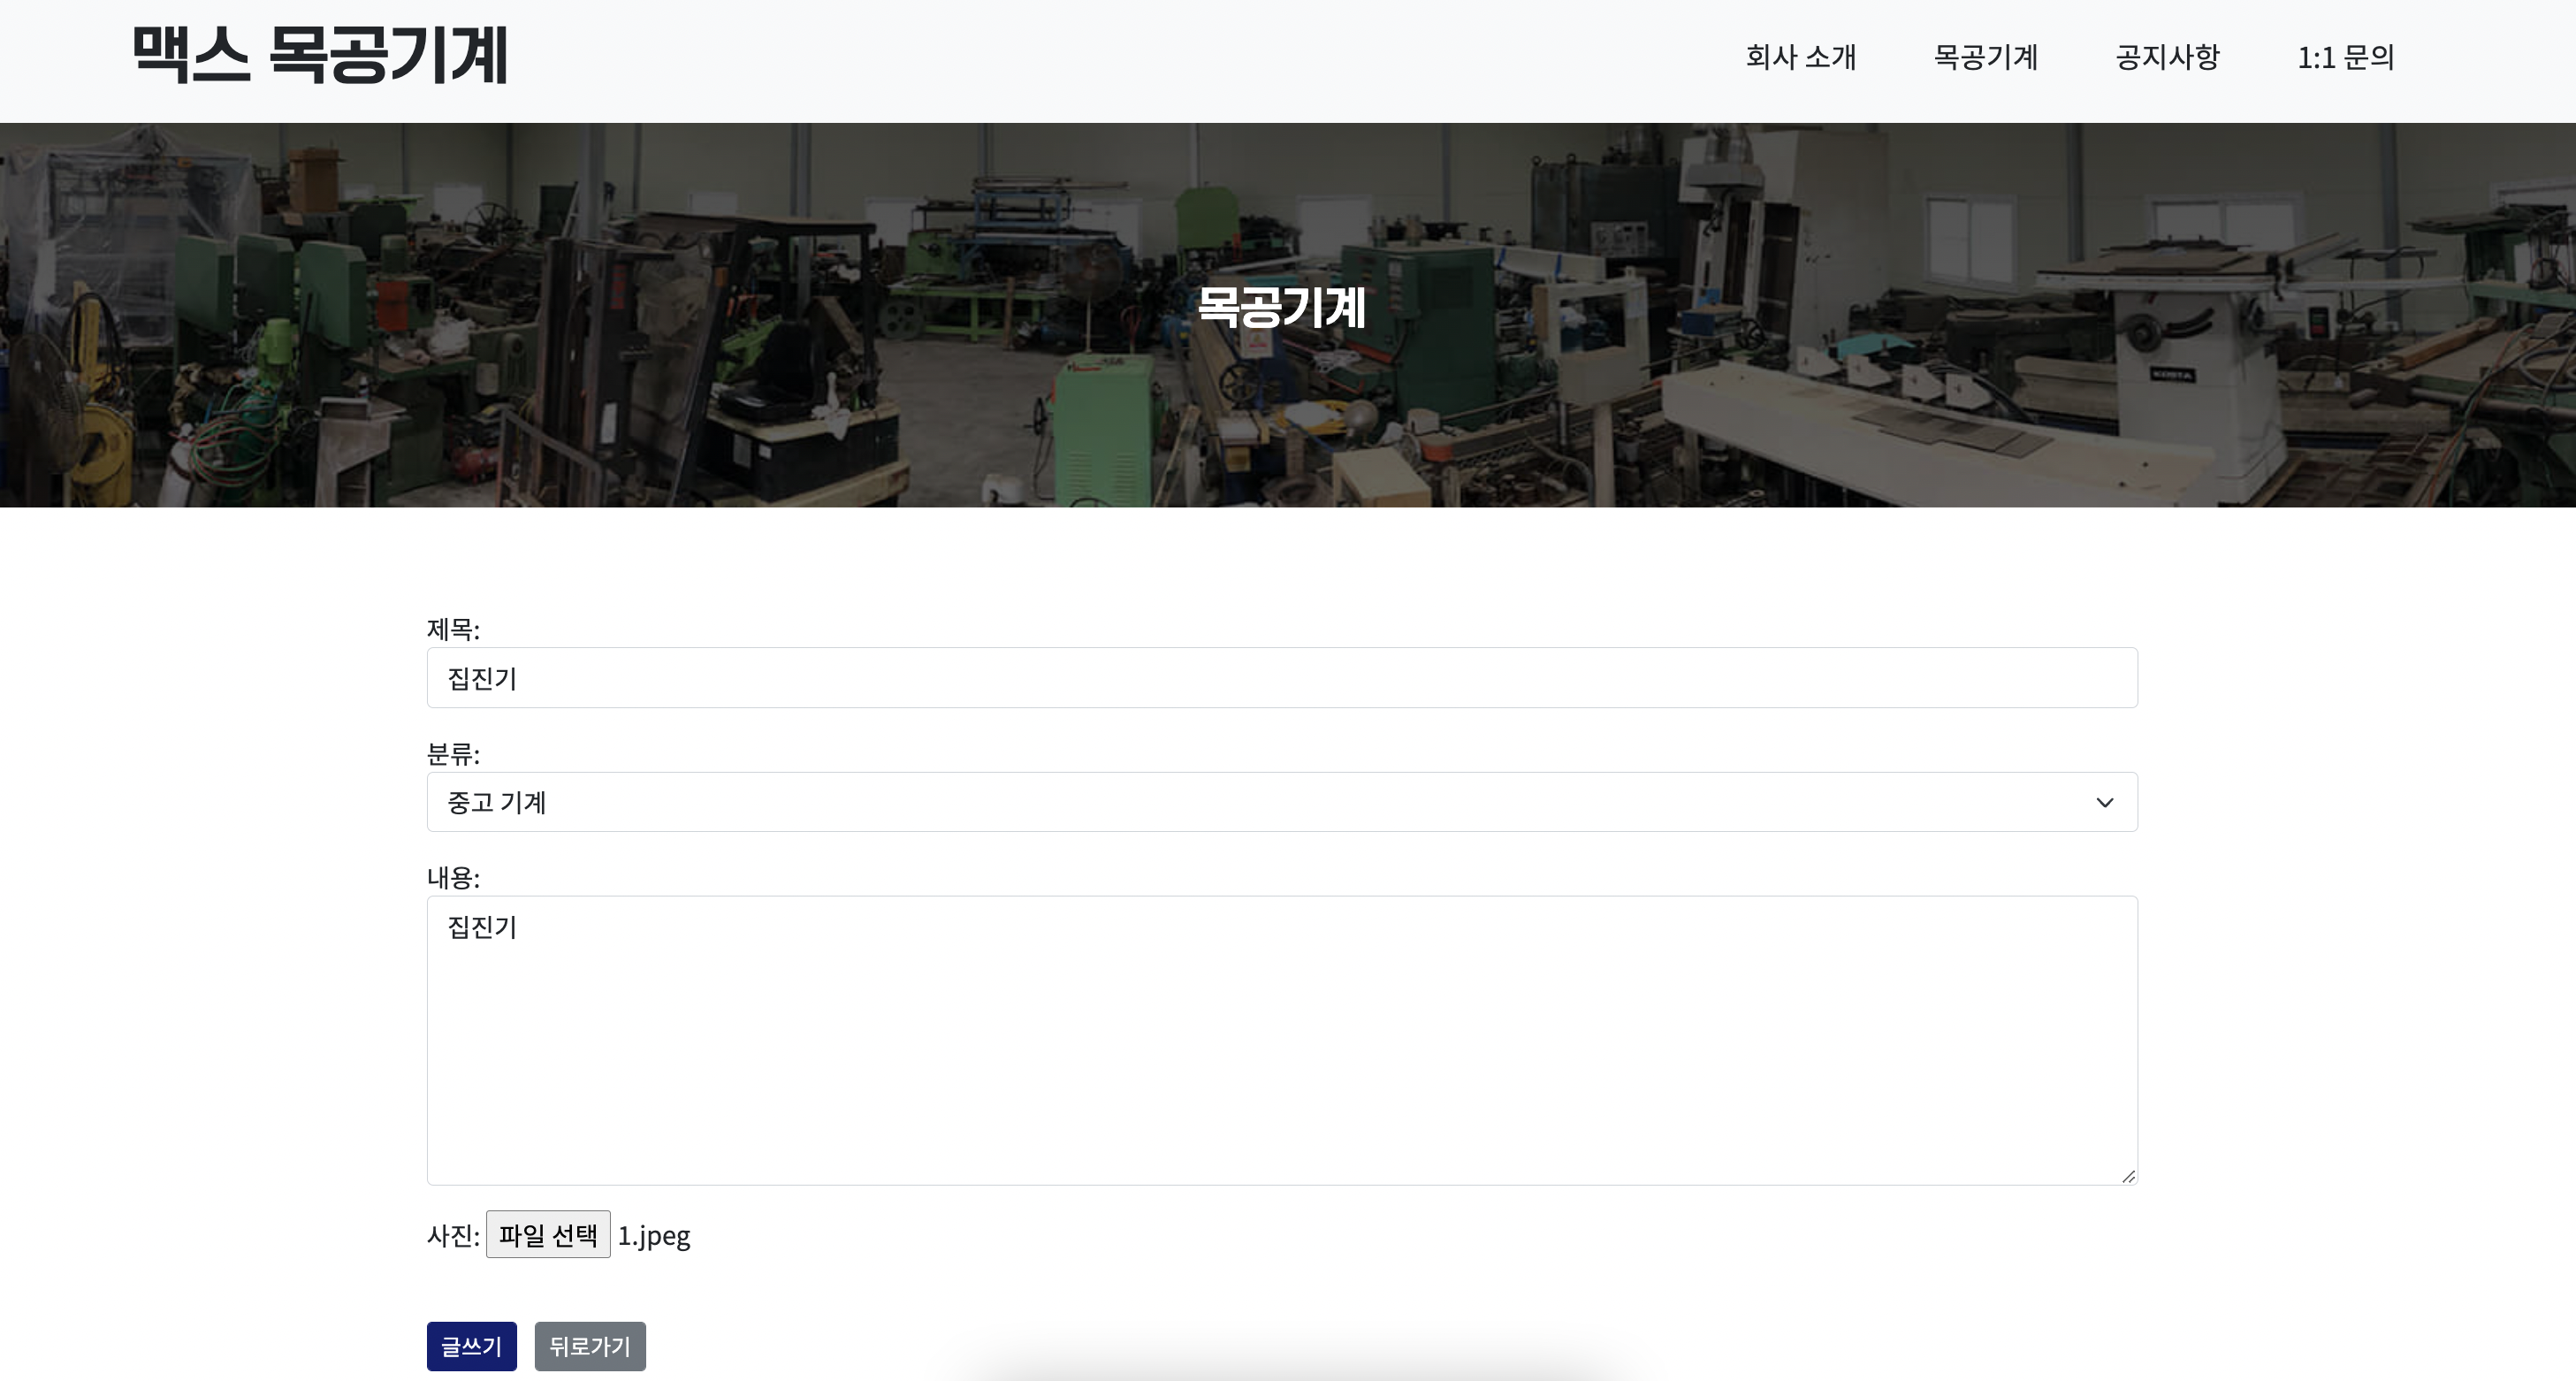 맥스 목공기계
회사 소개 목공기계 공지사항 1:1 문의
목공기계
KOSTA
제목:
집진기
분류:
중고 기계
내용:
집진기
사진: 파일 선택 1.jpeg
글쓰기 뒤로가기